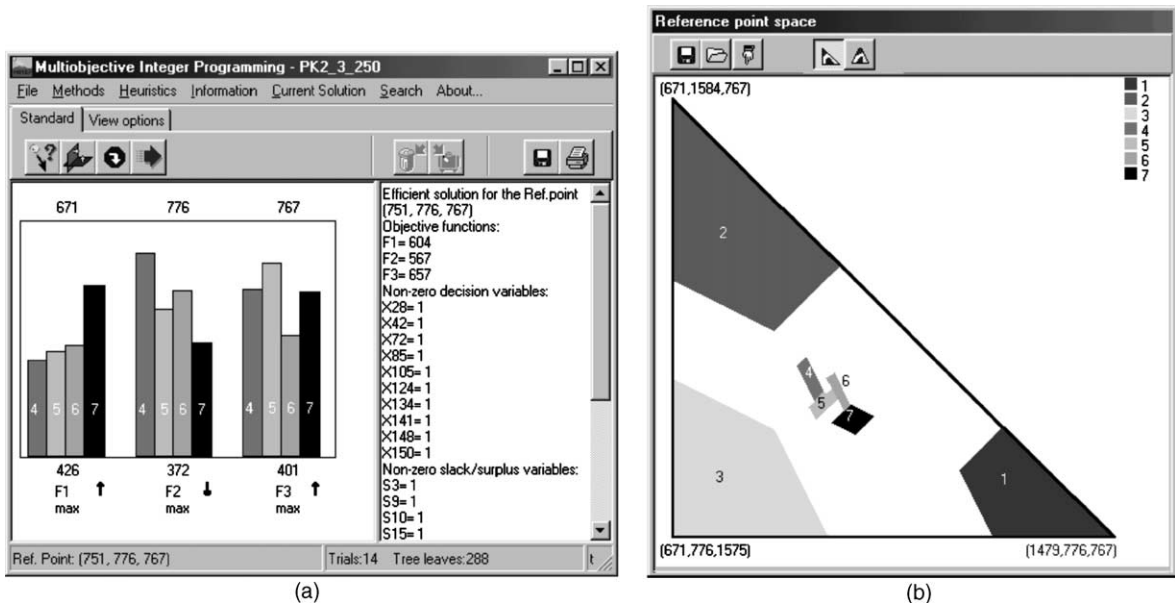 Multiobjective Integer Programming - PK2_3_250
File Methods Heuristics Information Current Solution Search About...
Standard View options
671 776 767
4 5 6 7 4 5 6 7 4 5 6 7
426 372 401
F1 F2 F3
max max max
Efficient solution for the Ref.point
(751, 776, 767)
Objective functions:
F1= 604
F2= 567
F3= 657
Non-zero decision variables:
X28= 1
X42= 1
X72= 1
X85= 1
X105= 1
X124= 1
X134= 1
X141= 1
X148= 1
X150= 1
Non-zero slack/surplus variables:
S3= 1
S9= 1
S10= 1
S15= 1
Ref. Point: (751, 776, 767) Trials:14 Tree leaves:288 t
(a)
Reference point space
(671,1584,767)
1
2
3
4
5
6
7
2
4
6
5
7
3
1
(671,776,1575) (1479,776,767)
(b)